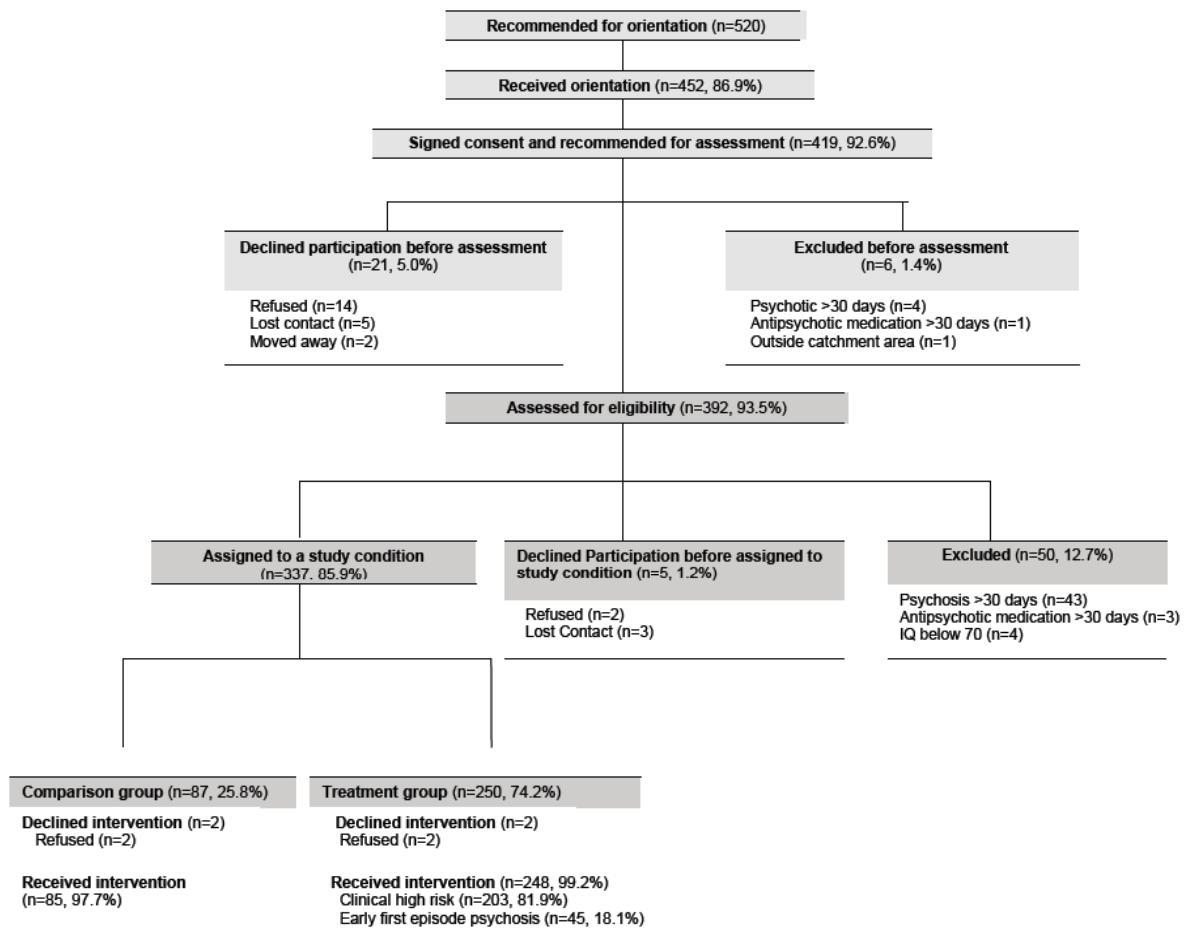 Recommended for orientation (n=520)
Received orientation (n=452, 86.9%)
Signed consent and recommended for assessment (n=419, 92.6%)
Declined participation before assessment
(n=21, 5.0%)
Refused (n=14)
Lost contact (n=5)
Moved away (n=2)
Excluded before assessment
(n=6, 1.4%)
Psychotic >30 days (n=4)
Antipsychotic medication >30 days (n=1)
Outside catchment area (n=1)
Assessed for eligibility (n=392, 93.5%)
Assigned to a study condition
(n=337, 85.9%)
Declined Participation before assigned to
study condition (n=5, 1.2%)
Refused (n=2)
Lost Contact (n=3)
Excluded (n=50, 12.7%)
Psychosis >30 days (n=43)
Antipsychotic medication >30 days (n=3)
IQ below 70 (n=4)
Comparison group (n=87, 25.8%)
Declined intervention (n=2)
Refused (n=2)
Received intervention
(n=85, 97.7%)
Treatment group (n=250, 74.2%)
Declined intervention (n=2)
Refused (n=2)
Received intervention (n=248, 99.2%)
Clinical high risk (n=203, 81.9%)
Early first episode psychosis (n=45, 18.1%)